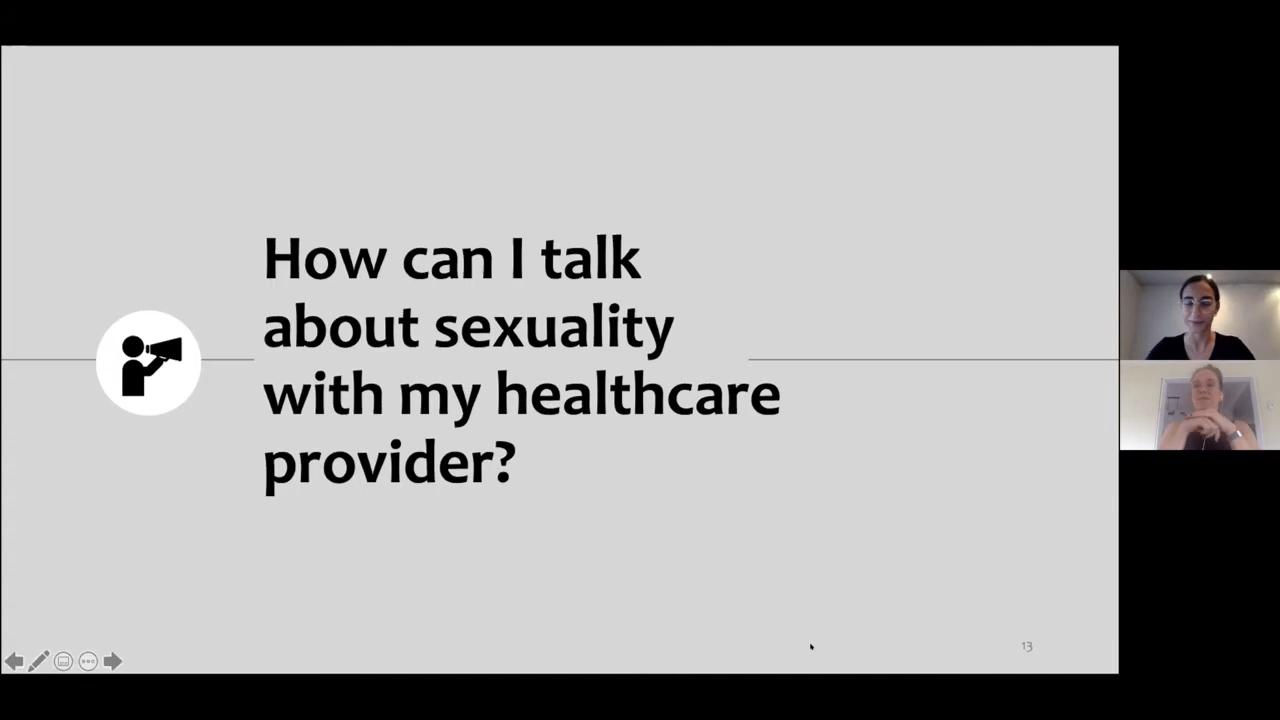 How can I talk
about sexuality
with my healthcare
provider?
13